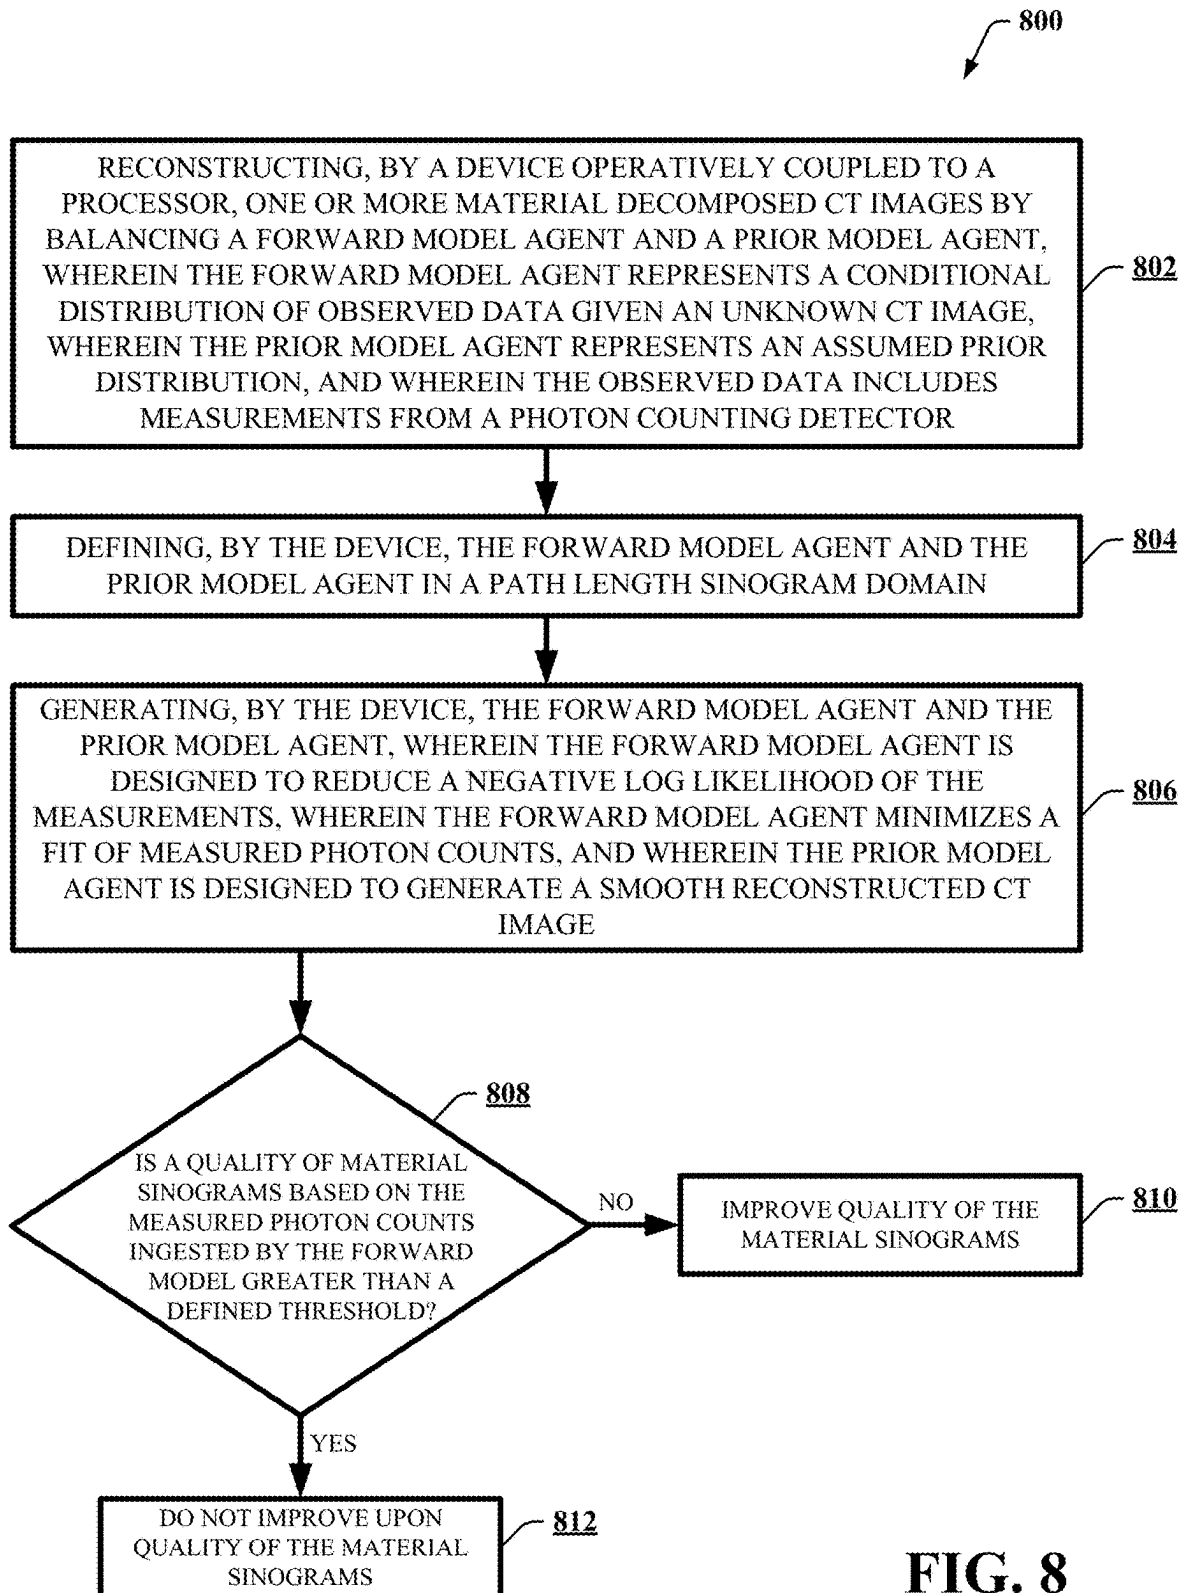 800
RECONSTRUCTING, BY A DEVICE OPERATIVELY COUPLED TO A
PROCESSOR, ONE OR MORE MATERIAL DECOMPOSED CT IMAGES BY
BALANCING A FORWARD MODEL AGENT AND A PRIOR MODEL AGENT,
WHEREIN THE FORWARD MODEL AGENT REPRESENTS A CONDITIONAL
DISTRIBUTION OF OBSERVED DATA GIVEN AN UNKNOWN CT IMAGE,
WHEREIN THE PRIOR MODEL AGENT REPRESENTS AN ASSUMED PRIOR
DISTRIBUTION, AND WHEREIN THE OBSERVED DATA INCLUDES
MEASUREMENTS FROM A PHOTON COUNTING DETECTOR
802
DEFINING, BY THE DEVICE, THE FORWARD MODEL AGENT AND THE
PRIOR MODEL AGENT IN A PATH LENGTH SINOGRAM DOMAIN
804
GENERATING, BY THE DEVICE, THE FORWARD MODEL AGENT AND THE
PRIOR MODEL AGENT, WHEREIN THE FORWARD MODEL AGENT IS
DESIGNED TO REDUCE A NEGATIVE LOG LIKELIHOOD OF THE
MEASUREMENTS, WHEREIN THE FORWARD MODEL AGENT MINIMIZES A
FIT OF MEASURED PHOTON COUNTS, AND WHEREIN THE PRIOR MODEL
AGENT IS DESIGNED TO GENERATE A SMOOTH RECONSTRUCTED CT
IMAGE
806
808
IS A QUALITY OF MATERIAL
SINOGRAMS BASED ON THE
MEASURED PHOTON COUNTS
INGESTED BY THE FORWARD
MODEL GREATER THAN A
DEFINED THRESHOLD?
NO
IMPROVE QUALITY OF THE
MATERIAL SINOGRAMS
810
YES
DO NOT IMPROVE UPON
QUALITY OF THE MATERIAL
SINOGRAMS
812
FIG. 8